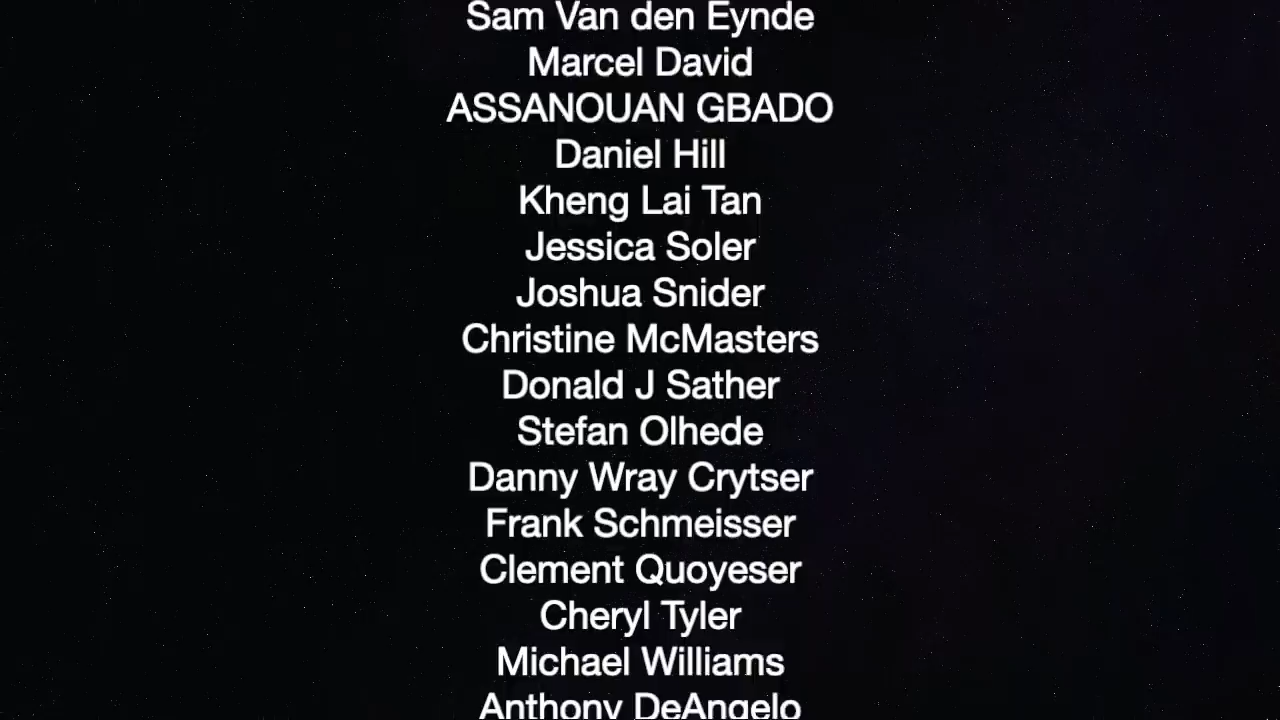 Sam Van den Eynde
Marcel David
ASSANOUAN GBADO
Daniel Hill
Kheng Lai Tan
Jessica Soler
Joshua Snider
Christine McMasters
Donald J Sather
Stefan Olhede
Danny Wray Crytser
Frank Schmeisser
Clement Quoyeser
Cheryl Tyler
Michael Williams
Anthony DeAngelo